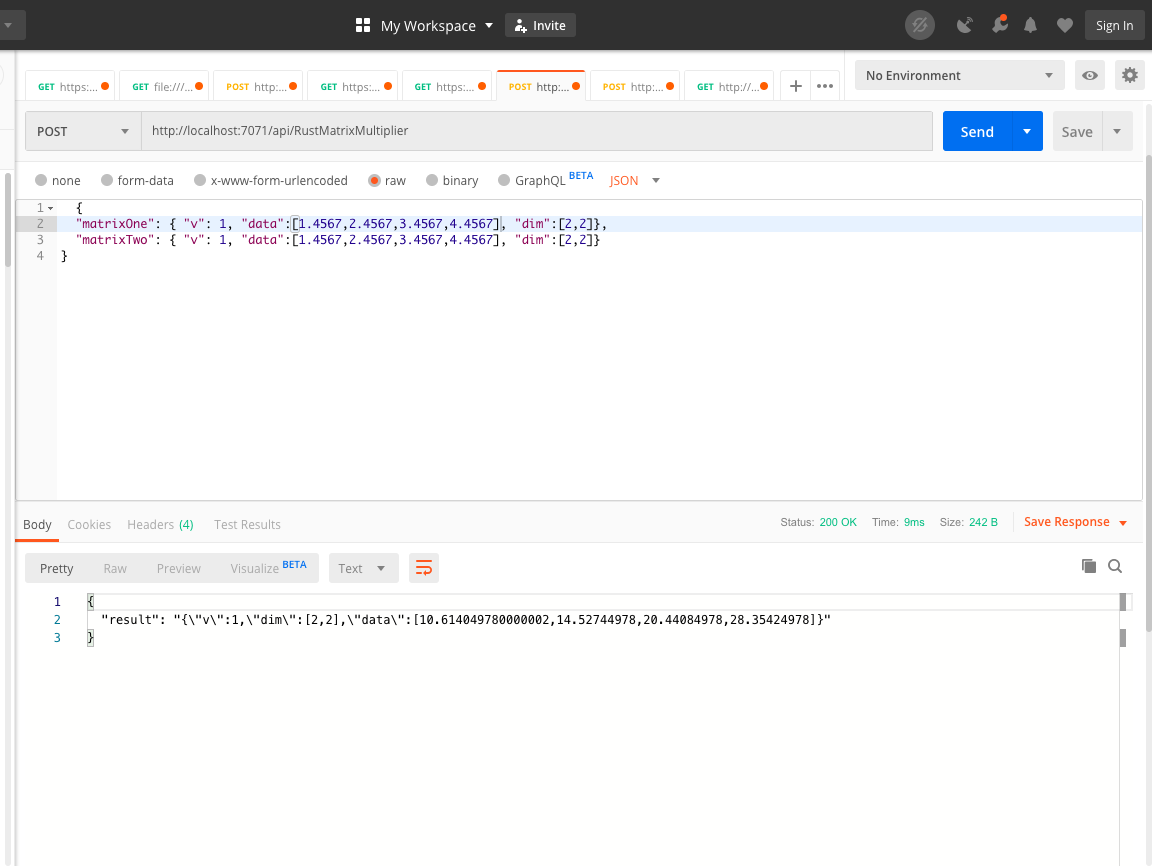 My Workspace Invite Sign In
GET https:... GET file:///... POST http:... GET https:... GET https:... POST http:... POST http:... GET http://... + ••• No Environment
POST http://localhost:7071/api/RustMatrixMultiplier Send Save
none form-data x-www-form-urlencoded raw binary GraphQL BETA JSON
1 {
2 "matrixOne": { "v": 1, "data":[1.4567,2.4567,3.4567,4.4567], "dim":[2,2]},
3 "matrixTwo": { "v": 1, "data":[1.4567,2.4567,3.4567,4.4567], "dim":[2,2]}
4 }
Body Cookies Headers (4) Test Results Status: 200 OK Time: 9ms Size: 242 B Save Response
Pretty Raw Preview Visualize BETA Text
1 {
2 "result": "{\"v\":1,\"dim\":[2,2],\"data\":[10.614049780000002,14.52744978,20.44084978,28.35424978]}"
3 }